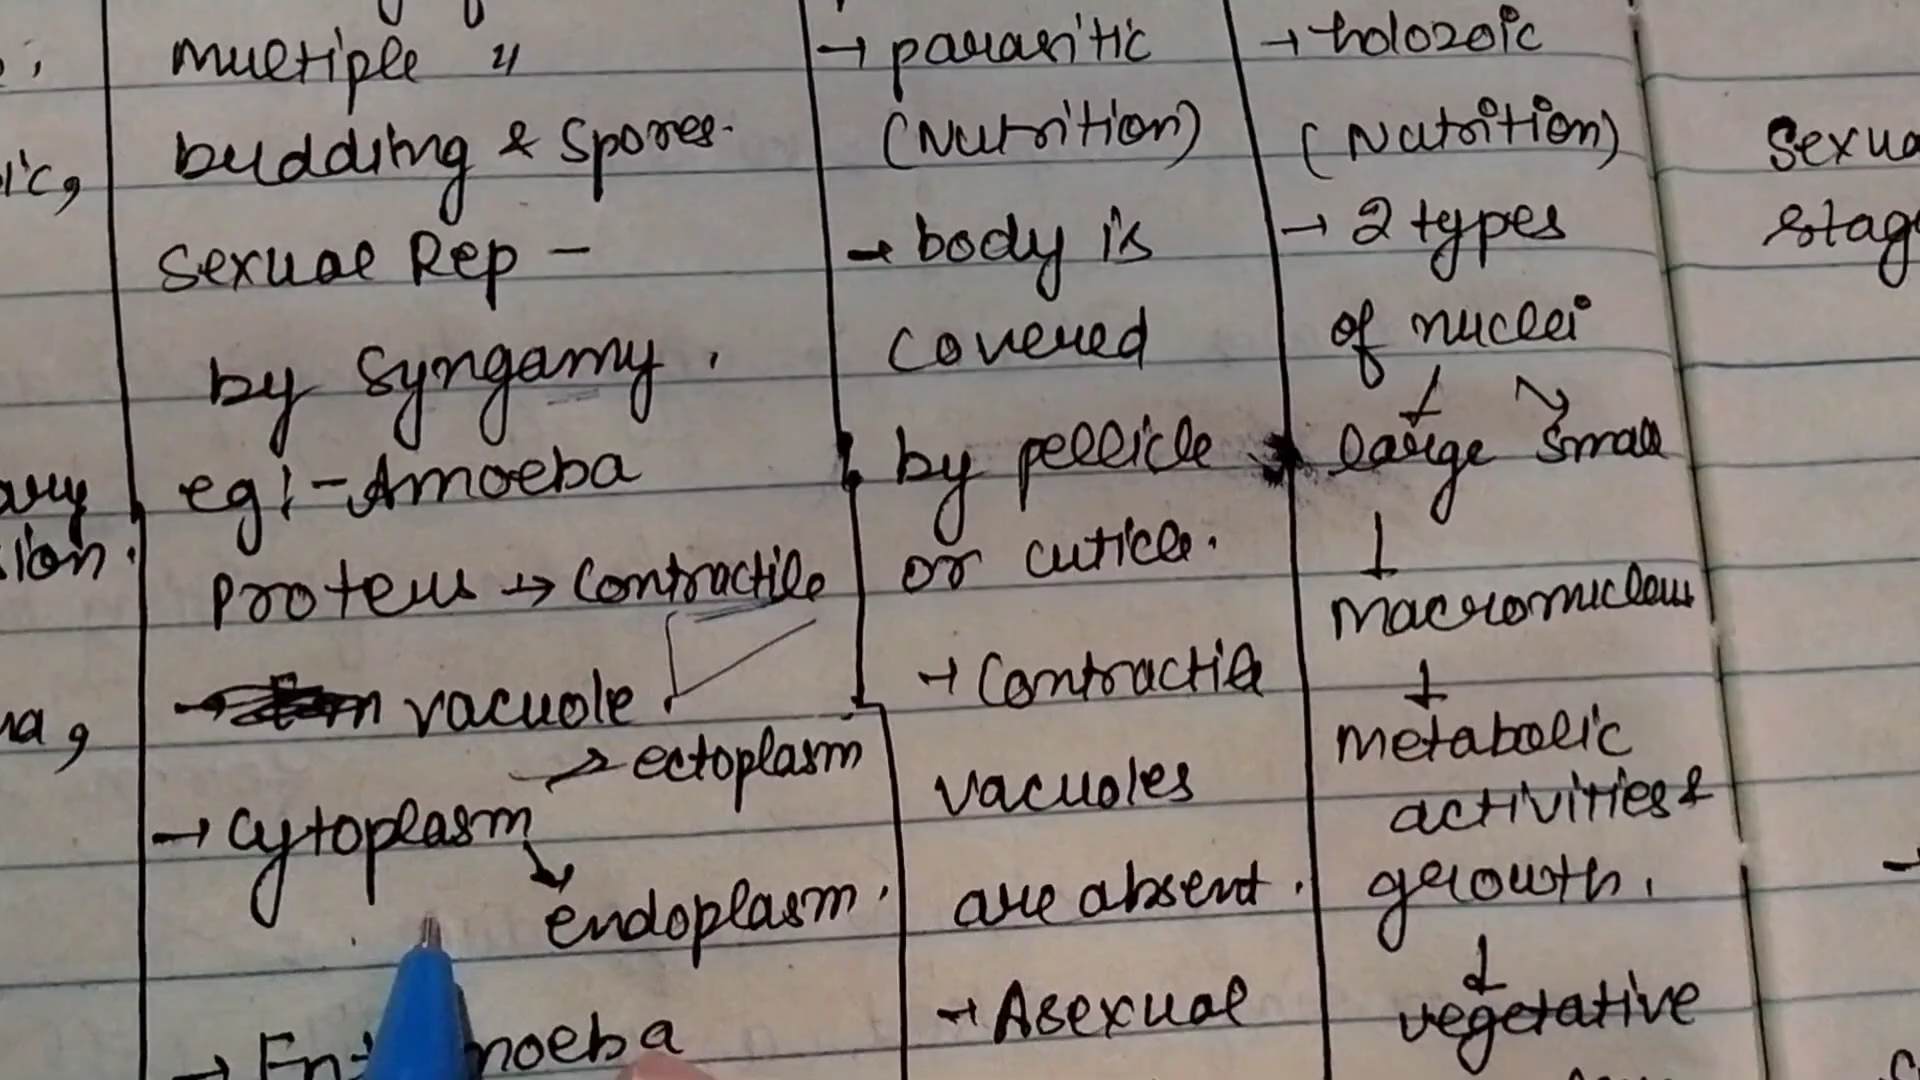 multiple 〃
budding & spores.
Sexual Rep -
by syngamy.
eg:- Amoeba
Proteus → Contractile
→ vacuole
→ cytoplasm → ectoplasm
→ endoplasm.
→ moeba
→ parasitic
(Nutrition)
→ body is
covered
by pellicle
or cuticle.
→ Contractile
vacuoles
are absent.
→ Asexual
→ holozoic
(Nutrition)
→ 2 types
of nuclei
large small
macronucleus
metabolic
activities &
growth.
vegetative